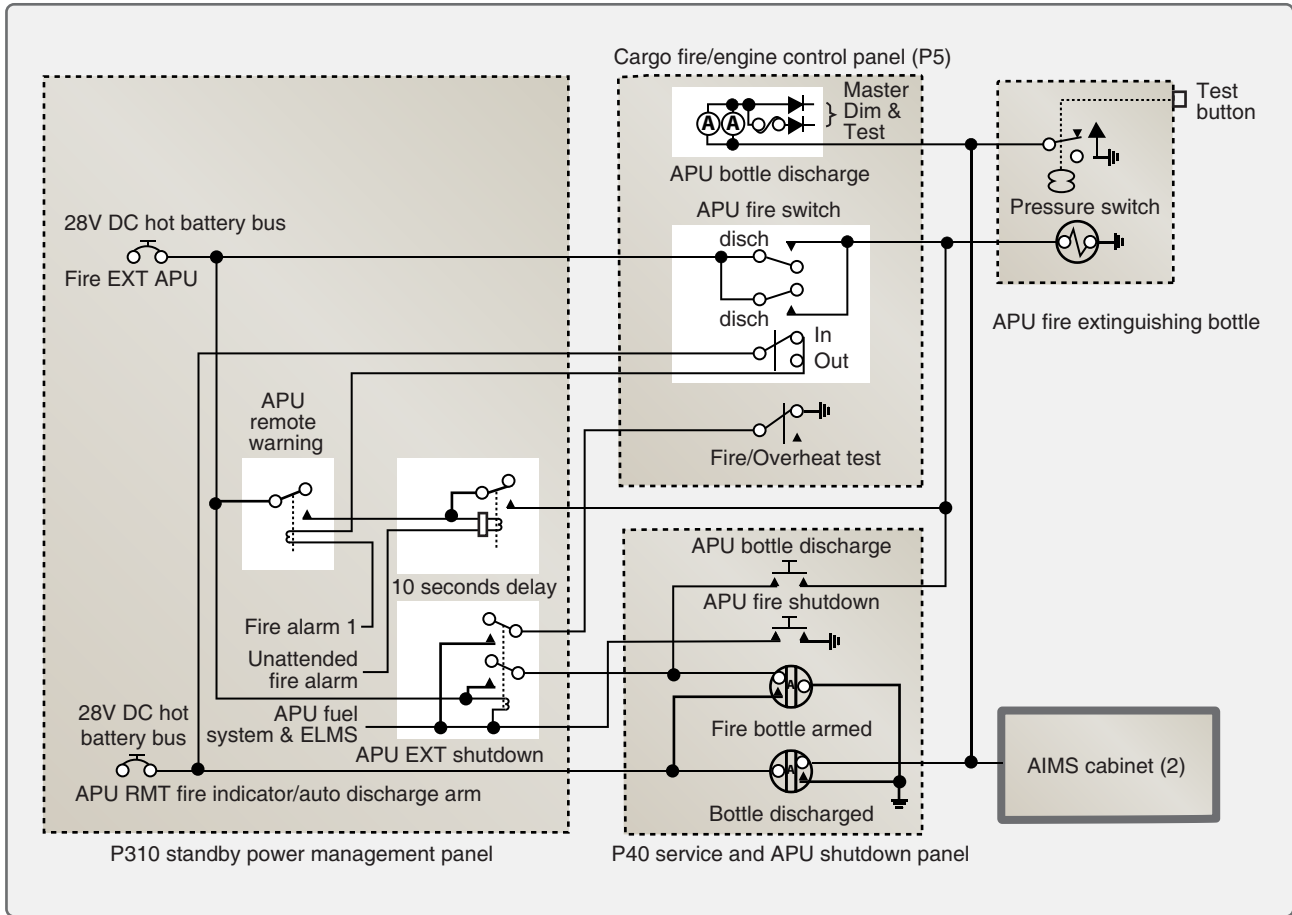 Cargo fire/engine control panel (P5)
Master
Dim &
Test
A
A
APU bottle discharge
Test
button
Pressure switch
APU fire switch
disch
disch
In
Out
APU fire extinguishing bottle
28V DC hot battery bus
Fire EXT APU
APU
remote
warning
Fire/Overheat test
10 seconds delay
Fire alarm 1
Unattended
fire alarm
APU fuel
system & ELMS
APU EXT shutdown
28V DC hot
battery bus
APU RMT fire indicator/auto discharge arm
P310 standby power management panel
APU bottle discharge
APU fire shutdown
A
Fire bottle armed
A
Bottle discharged
P40 service and APU shutdown panel
AIMS cabinet (2)